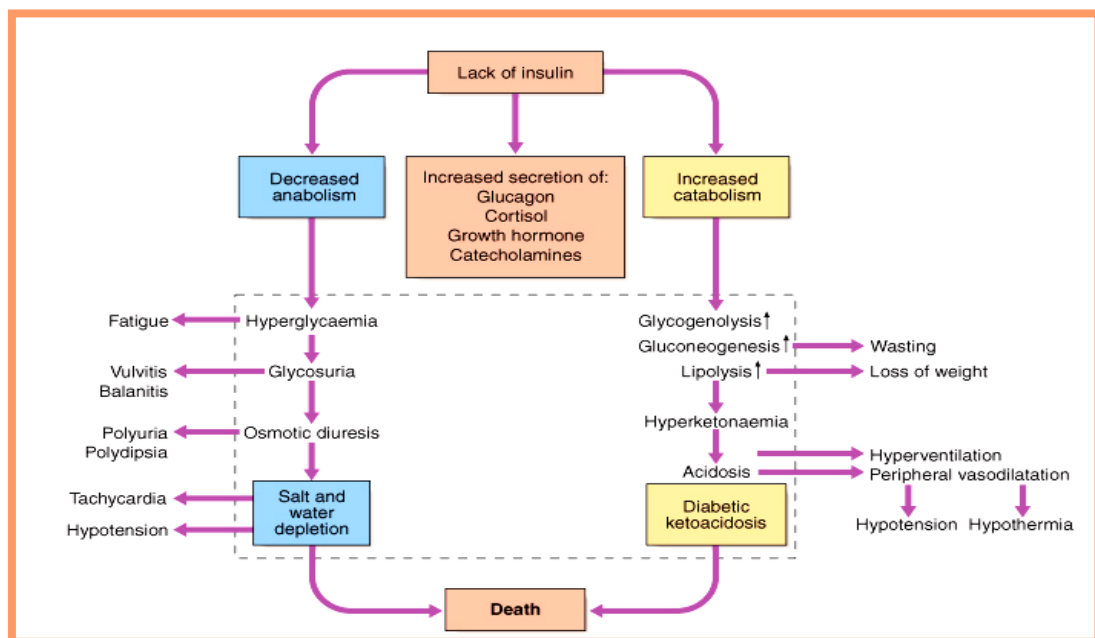 Lack of insulin
Decreased
anabolism
Increased secretion of:
Glucagon
Cortisol
Growth hormone
Catecholamines
Increased
catabolism
Fatigue
Hyperglycaemia
Vulvitis
Balanitis
Glycosuria
Polyuria
Polydipsia
Osmotic diuresis
Tachycardia
Hypotension
Salt and
water
depletion
Glycogenolysis↑
Gluconeogenesis↑
Wasting
Lipolysis↑
Loss of weight
Hyperketonaemia
Acidosis
Hyperventilation
Peripheral vasodilatation
Hypotension
Hypothermia
Diabetic
ketoacidosis
Death